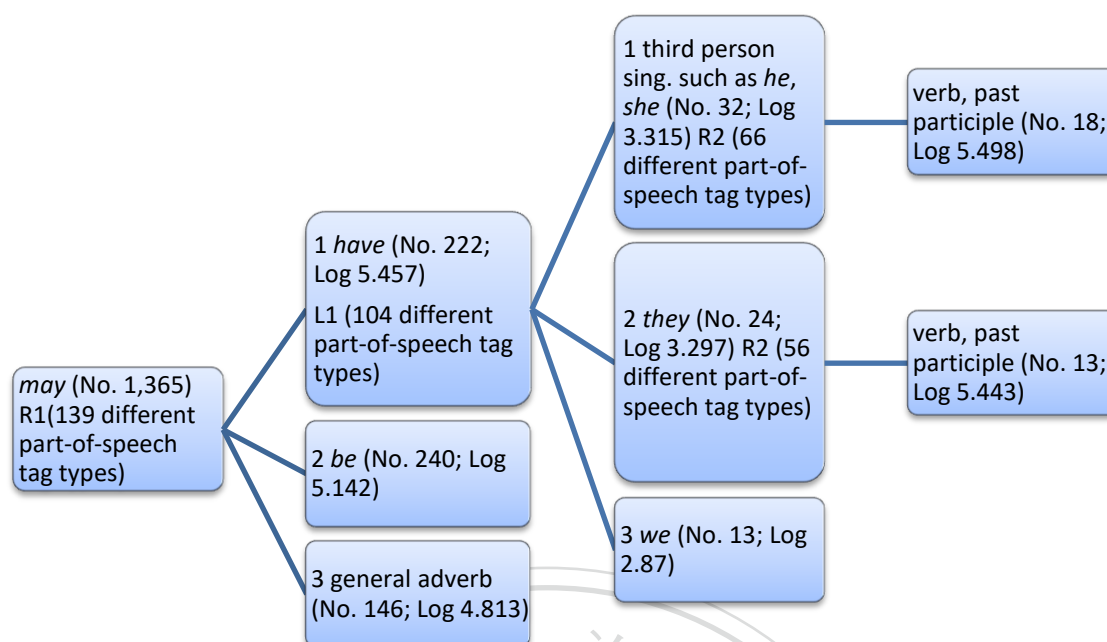 may (No. 1,365)
R1(139 different
part-of-speech
tag types)
1 have (No. 222;
Log 5.457)
L1 (104 different
part-of-speech tag
types)
2 be (No. 240; Log
5.142)
3 general adverb
(No. 146; Log 4.813)
1 third person
sing. such as he,
she (No. 32; Log
3.315) R2 (66
different part-of-
speech tag types)
2 they (No. 24;
Log 3.297) R2 (56
different part-of-
speech tag types)
3 we (No. 13; Log
2.87)
verb, past
participle (No. 18;
Log 5.498)
verb, past
participle (No. 13;
Log 5.443)